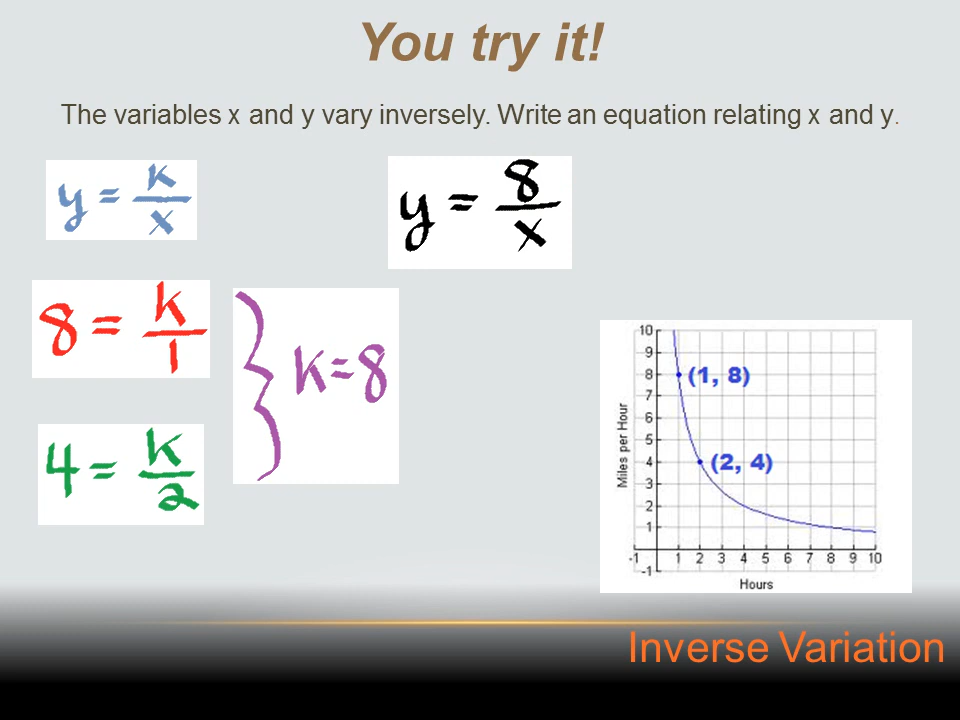 You try it!
The variables x and y vary inversely. Write an equation relating x and y.
y = k/x
y = 8/x
8 = k/1
k=8
4 = k/2
10
9
8
7
6
5
4
3
2
1
-1
(1, 8)
(2, 4)
Miles per Hour
-1 1 2 3 4 5 6 7 8 9 10
Hours
Inverse Variation